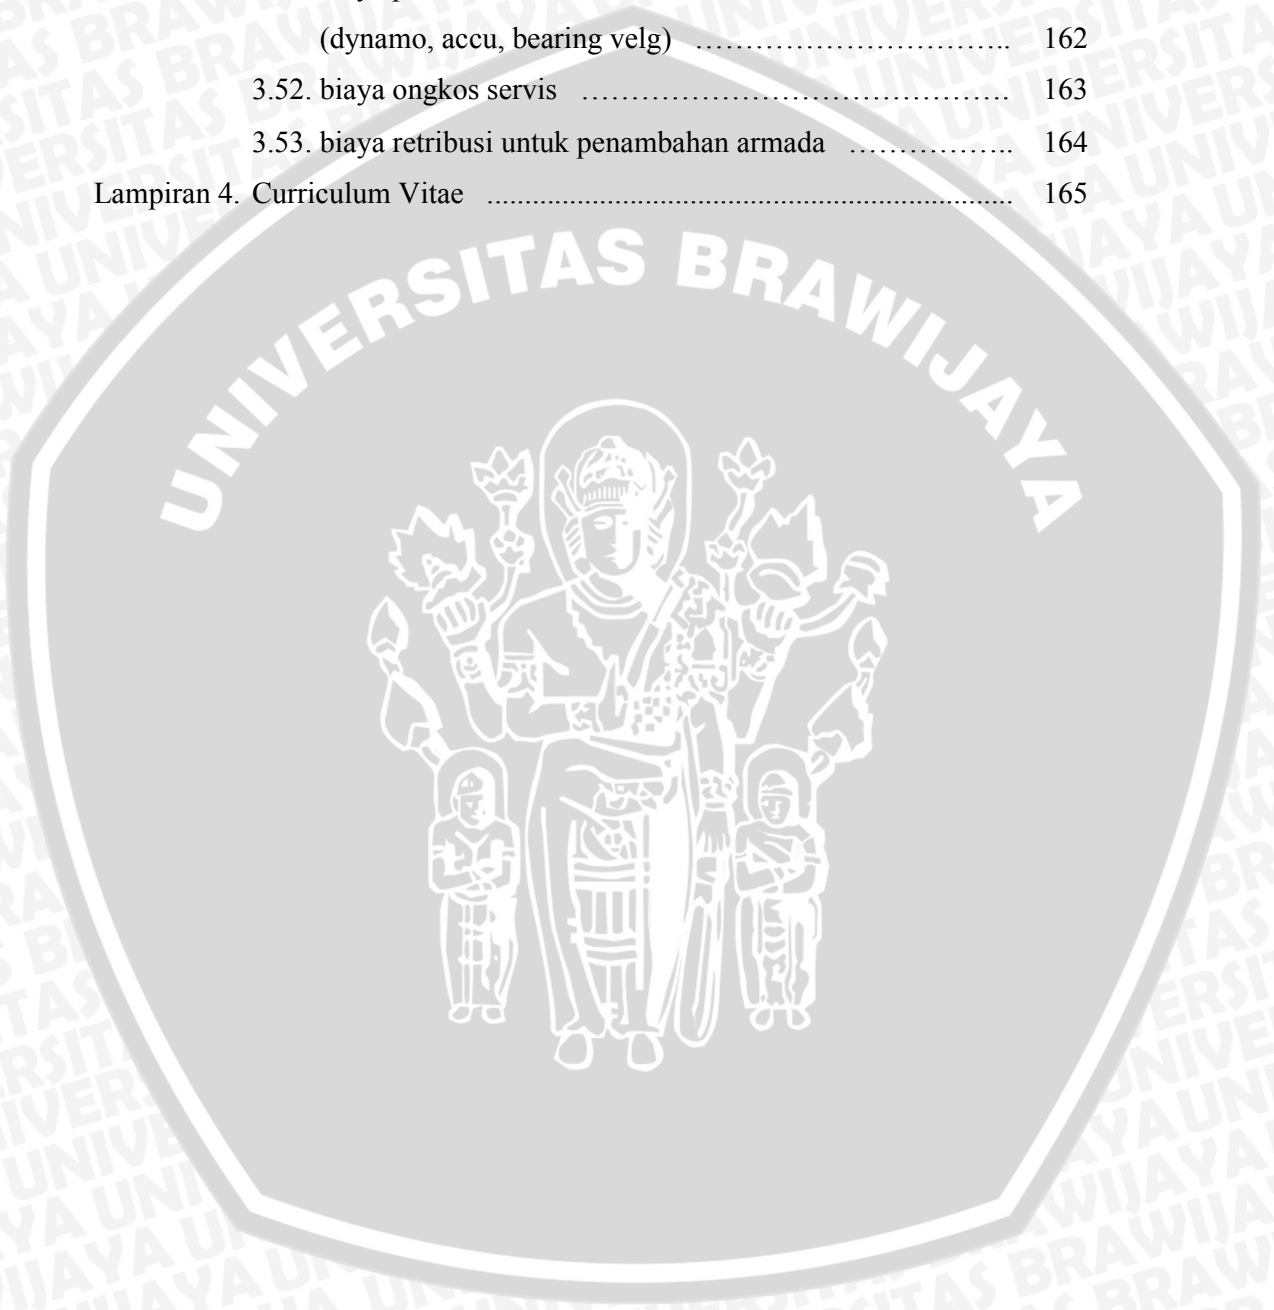 (dynamo, accu, bearing velg) ………………………….. 162
3.52. biaya ongkos servis …………………………………… 163
3.53. biaya retribusi untuk penambahan armada …………….. 164
Lampiran 4. Curriculum Vitae ...................................................................... 165
UNIVERSITAS BRAWIJAYA